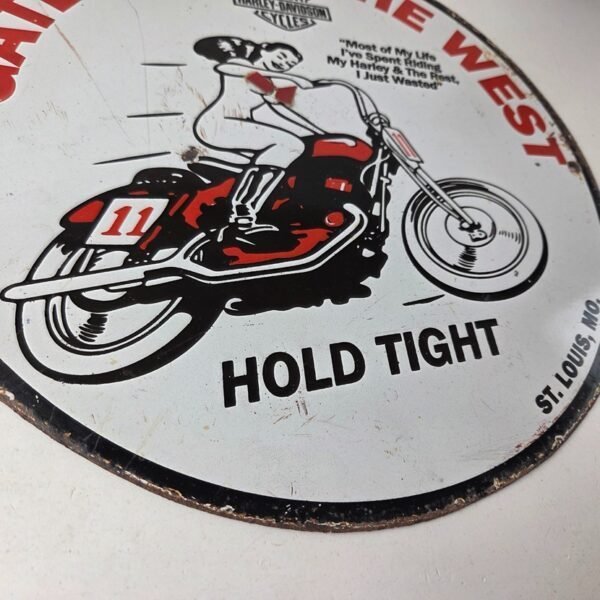 HE WEST
HARLEY-DAVIDSON
CYCLES
"Most of My Life
I've Spent Riding
My Harley & The Rest,
I Just Wasted"
11
HOLD TIGHT
ST. LOUIS, MO.